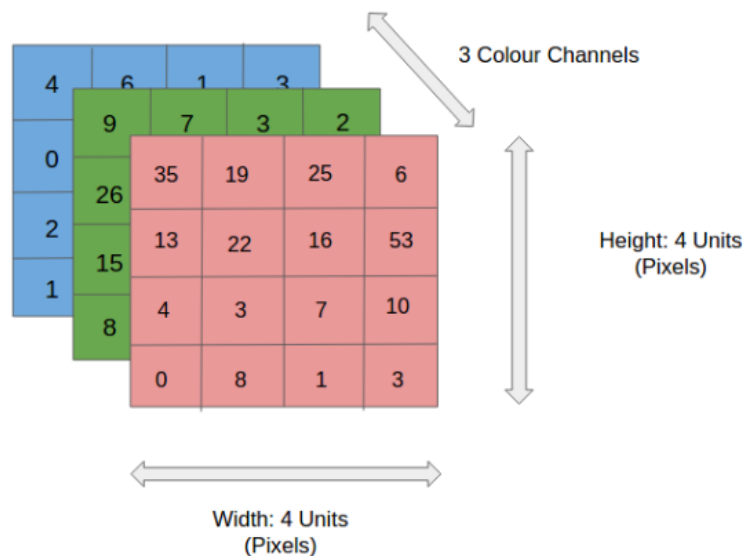 3 Colour Channels
4 6 1 3
9 7 3 2
0
35 19 25 6
26
13 22 16 53
2
15
4 3 7 10
1
8
0 8 1 3
Height: 4 Units
(Pixels)
Width: 4 Units
(Pixels)